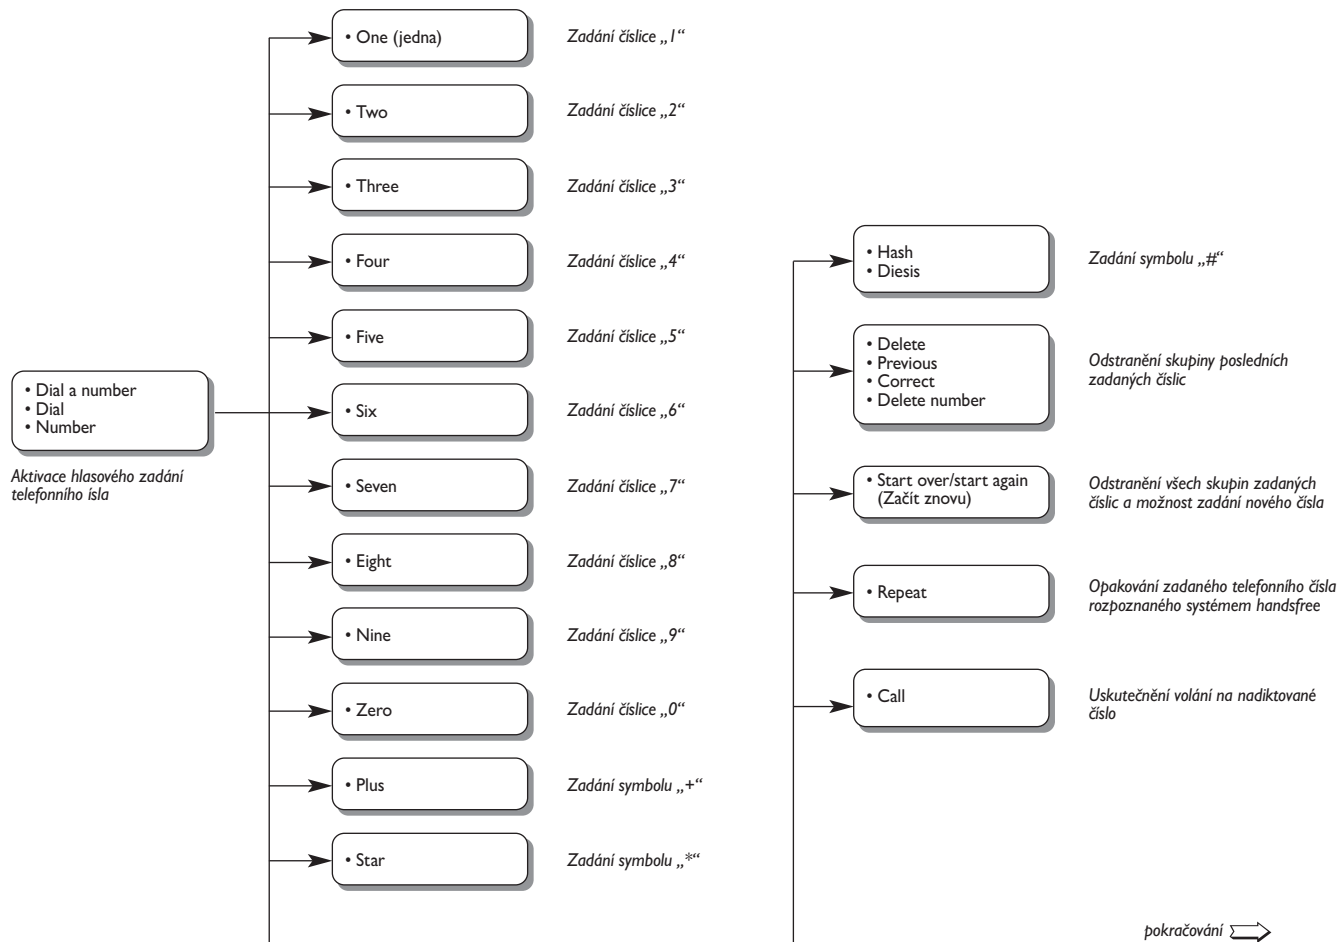 • Dial a number
• Dial
• Number
Aktivace hlasového zadání
telefonního ísla
• One (jedna)
Zadání číslice „1“
• Two
Zadání číslice „2“
• Three
Zadání číslice „3“
• Four
Zadání číslice „4“
• Five
Zadání číslice „5“
• Six
Zadání číslice „6“
• Seven
Zadání číslice „7“
• Eight
Zadání číslice „8“
• Nine
Zadání číslice „9“
• Zero
Zadání číslice „0“
• Plus
Zadání symbolu „+“
• Star
Zadání symbolu „*“
• Hash
• Diesis
Zadání symbolu „#“
• Delete
• Previous
• Correct
• Delete number
Odstranění skupiny posledních
zadaných číslic
• Start over/start again
(Začít znovu)
Odstranění všech skupin zadaných
číslic a možnost zadání nového čísla
• Repeat
Opakování zadaného telefonního čísla
rozpoznaného systémem handsfree
• Call
Uskutečnění volání na nadiktované
číslo
pokračování